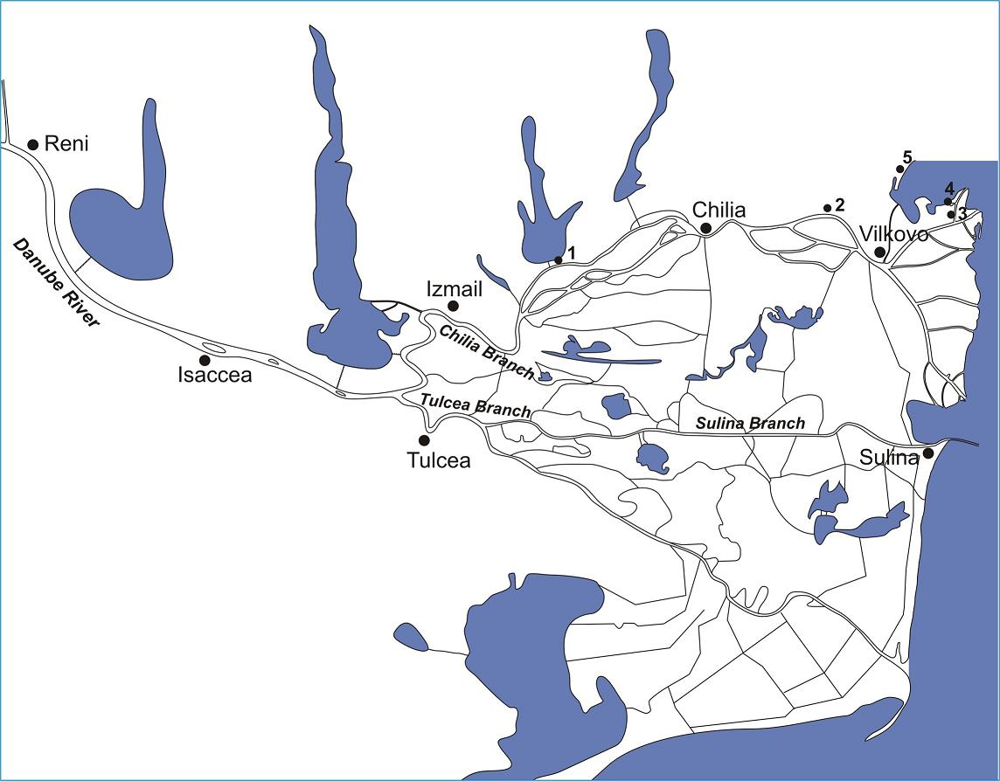 5
Reni
4
2
3
Chilia
Vilkovo
1
Danube River
Izmail
Chilia Branch
Isaccea
Tulcea Branch
Sulina Branch
Tulcea
Sulina